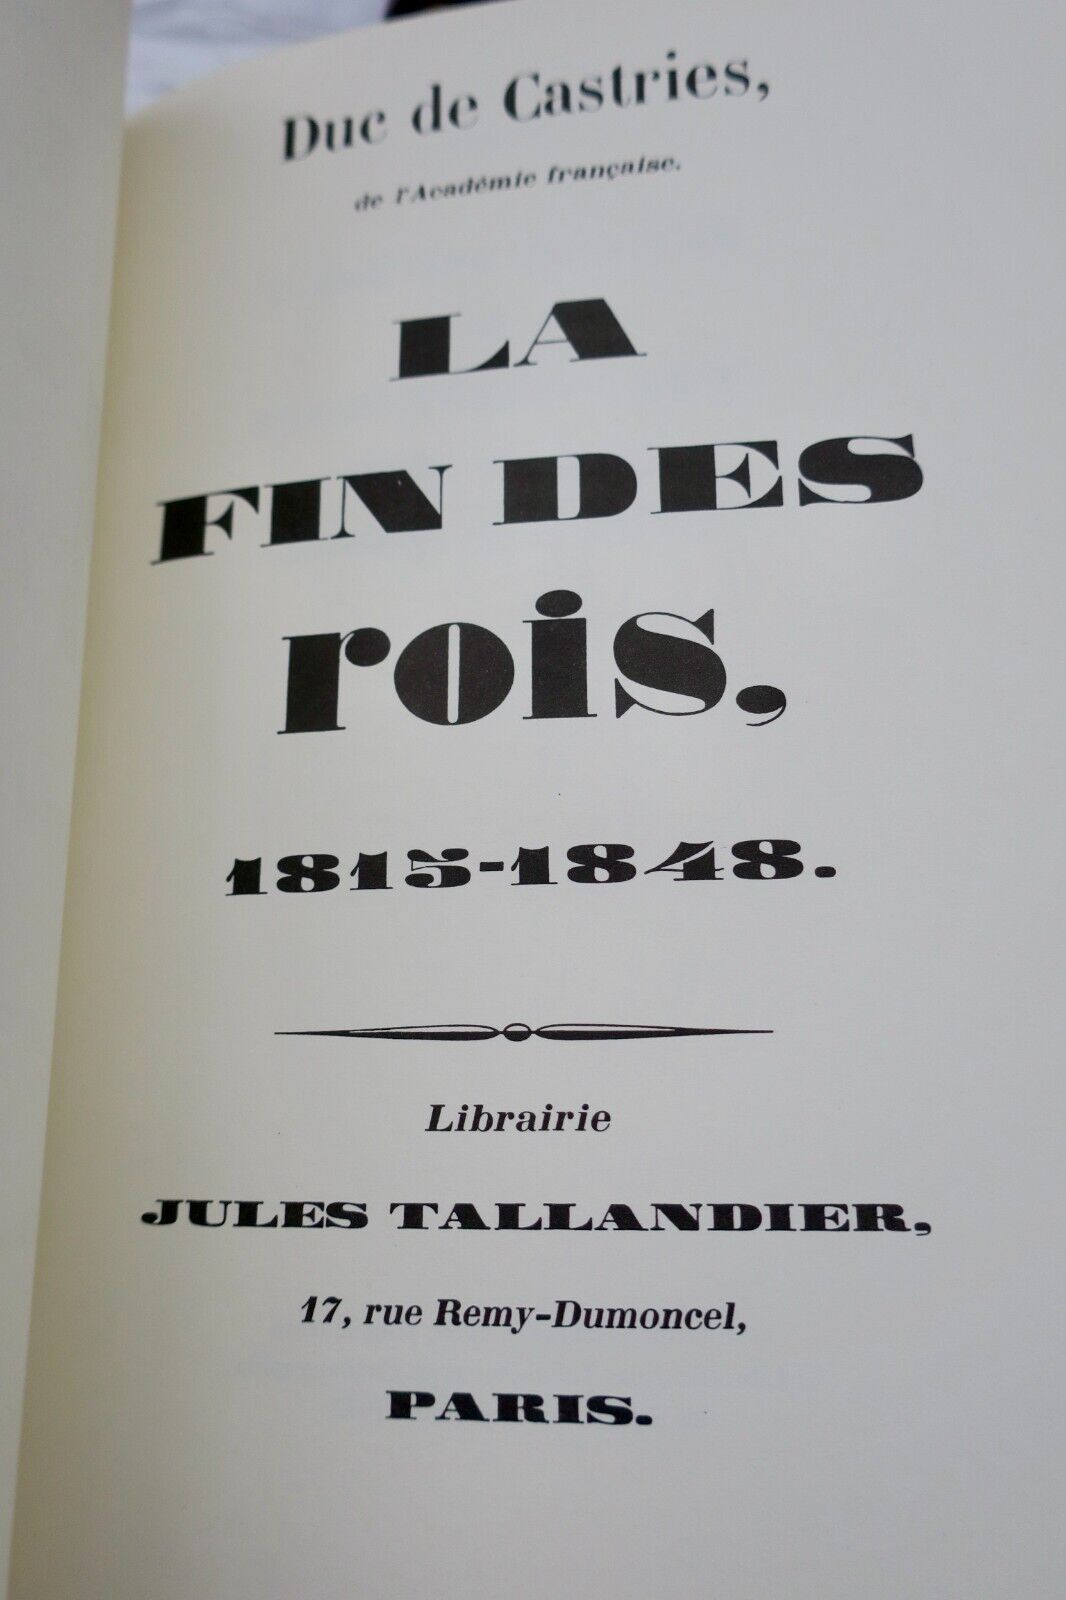 Duc de Castries,
de l'Académie française.
LA
FIN DES
rois,
1815-1848.
Librairie
JULES TALLANDIER,
17, rue Remy-Dumoncel,
PARIS.